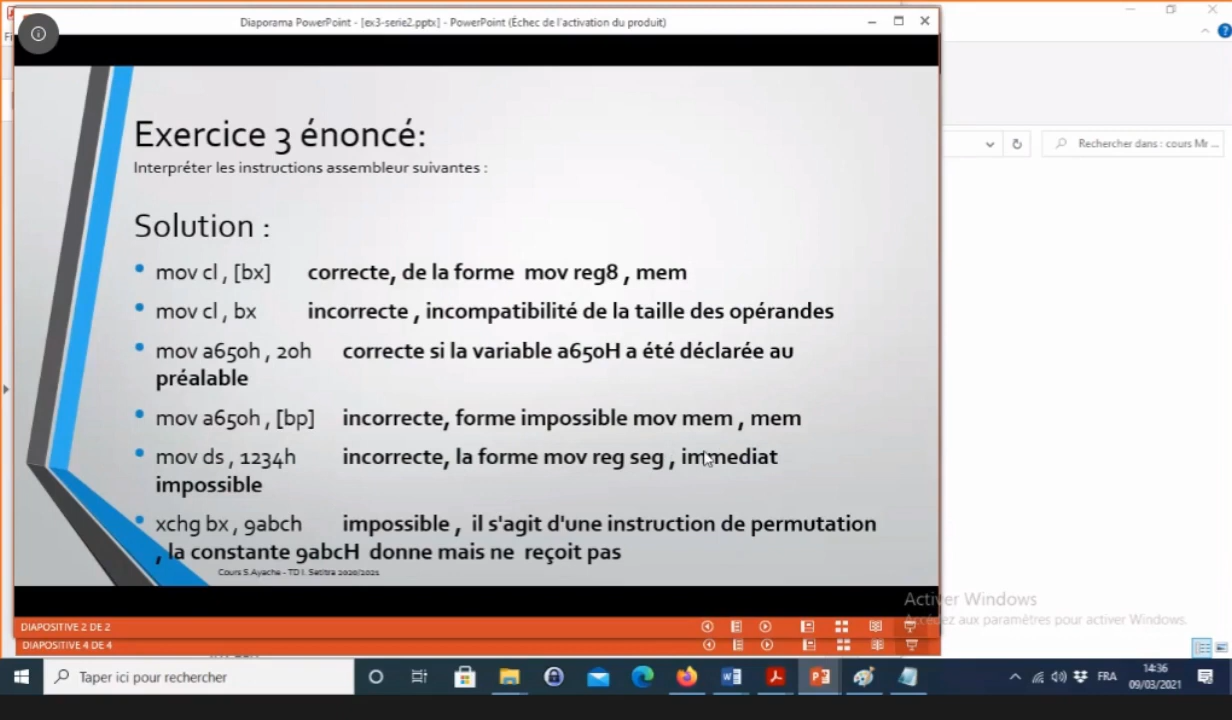 Diaporama PowerPoint - [ex3-serie2.pptx] - PowerPoint (Échec de l'activation du produit)
Fi
Rechercher dans : cours Mr ...
Exercice 3 énoncé:
Interpréter les instructions assembleur suivantes :
Solution :
• mov cl , [bx] correcte, de la forme mov reg8 , mem
• mov cl , bx incorrecte , incompatibilité de la taille des opérandes
• mov a650h , 20h correcte si la variable a650H a été déclarée au
préalable
• mov a650h , [bp] incorrecte, forme impossible mov mem , mem
• mov ds , 1234h incorrecte, la forme mov reg seg , immediat
impossible
• xchg bx , 9abch impossible , il s'agit d'une instruction de permutation
, la constante 9abcH donne mais ne reçoit pas
Cours S.Ayache - TD I. Setitra 2020/2021
Activer Windows
Accédez aux paramètres pour activer Windows.
DIAPOSITIVE 2 DE 2
DIAPOSITIVE 4 DE 4
Taper ici pour rechercher
FRA
14:36
09/03/2021